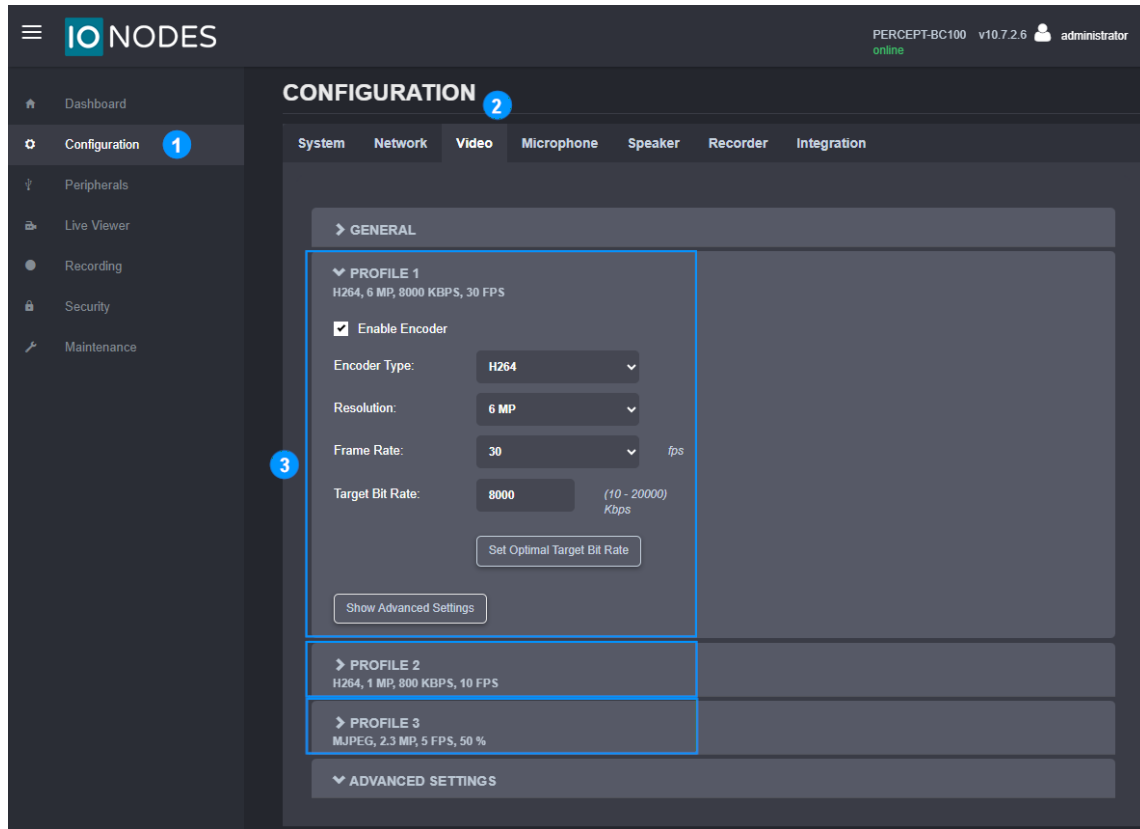 IO NODES
PERCEPT-BC100 v10.7.2.6 administrator
online
Dashboard
Configuration 1
Peripherals
Live Viewer
Recording
Security
Maintenance
CONFIGURATION 2
System Network Video Microphone Speaker Recorder Integration
GENERAL
PROFILE 1
H264, 6 MP, 8000 KBPS, 30 FPS
Enable Encoder
Encoder Type: H264
Resolution: 6 MP
3
Frame Rate: 30 fps
Target Bit Rate: 8000 (10 - 20000)
Kbps
Set Optimal Target Bit Rate
Show Advanced Settings
PROFILE 2
H264, 1 MP, 800 KBPS, 10 FPS
PROFILE 3
MJPEG, 2.3 MP, 5 FPS, 50 %
ADVANCED SETTINGS